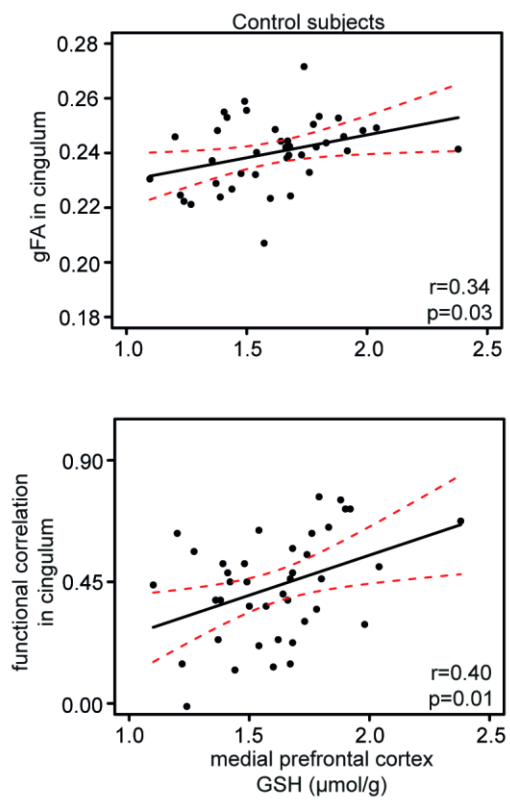 Control subjects
gFA in cingulum
0.28
0.26
0.24
0.22
0.20
0.18
r=0.34
p=0.03
1.0 1.5 2.0 2.5
functional correlation
in cingulum
0.90
0.45
0.00
r=0.40
p=0.01
1.0 1.5 2.0 2.5
medial prefrontal cortex
GSH (μmol/g)